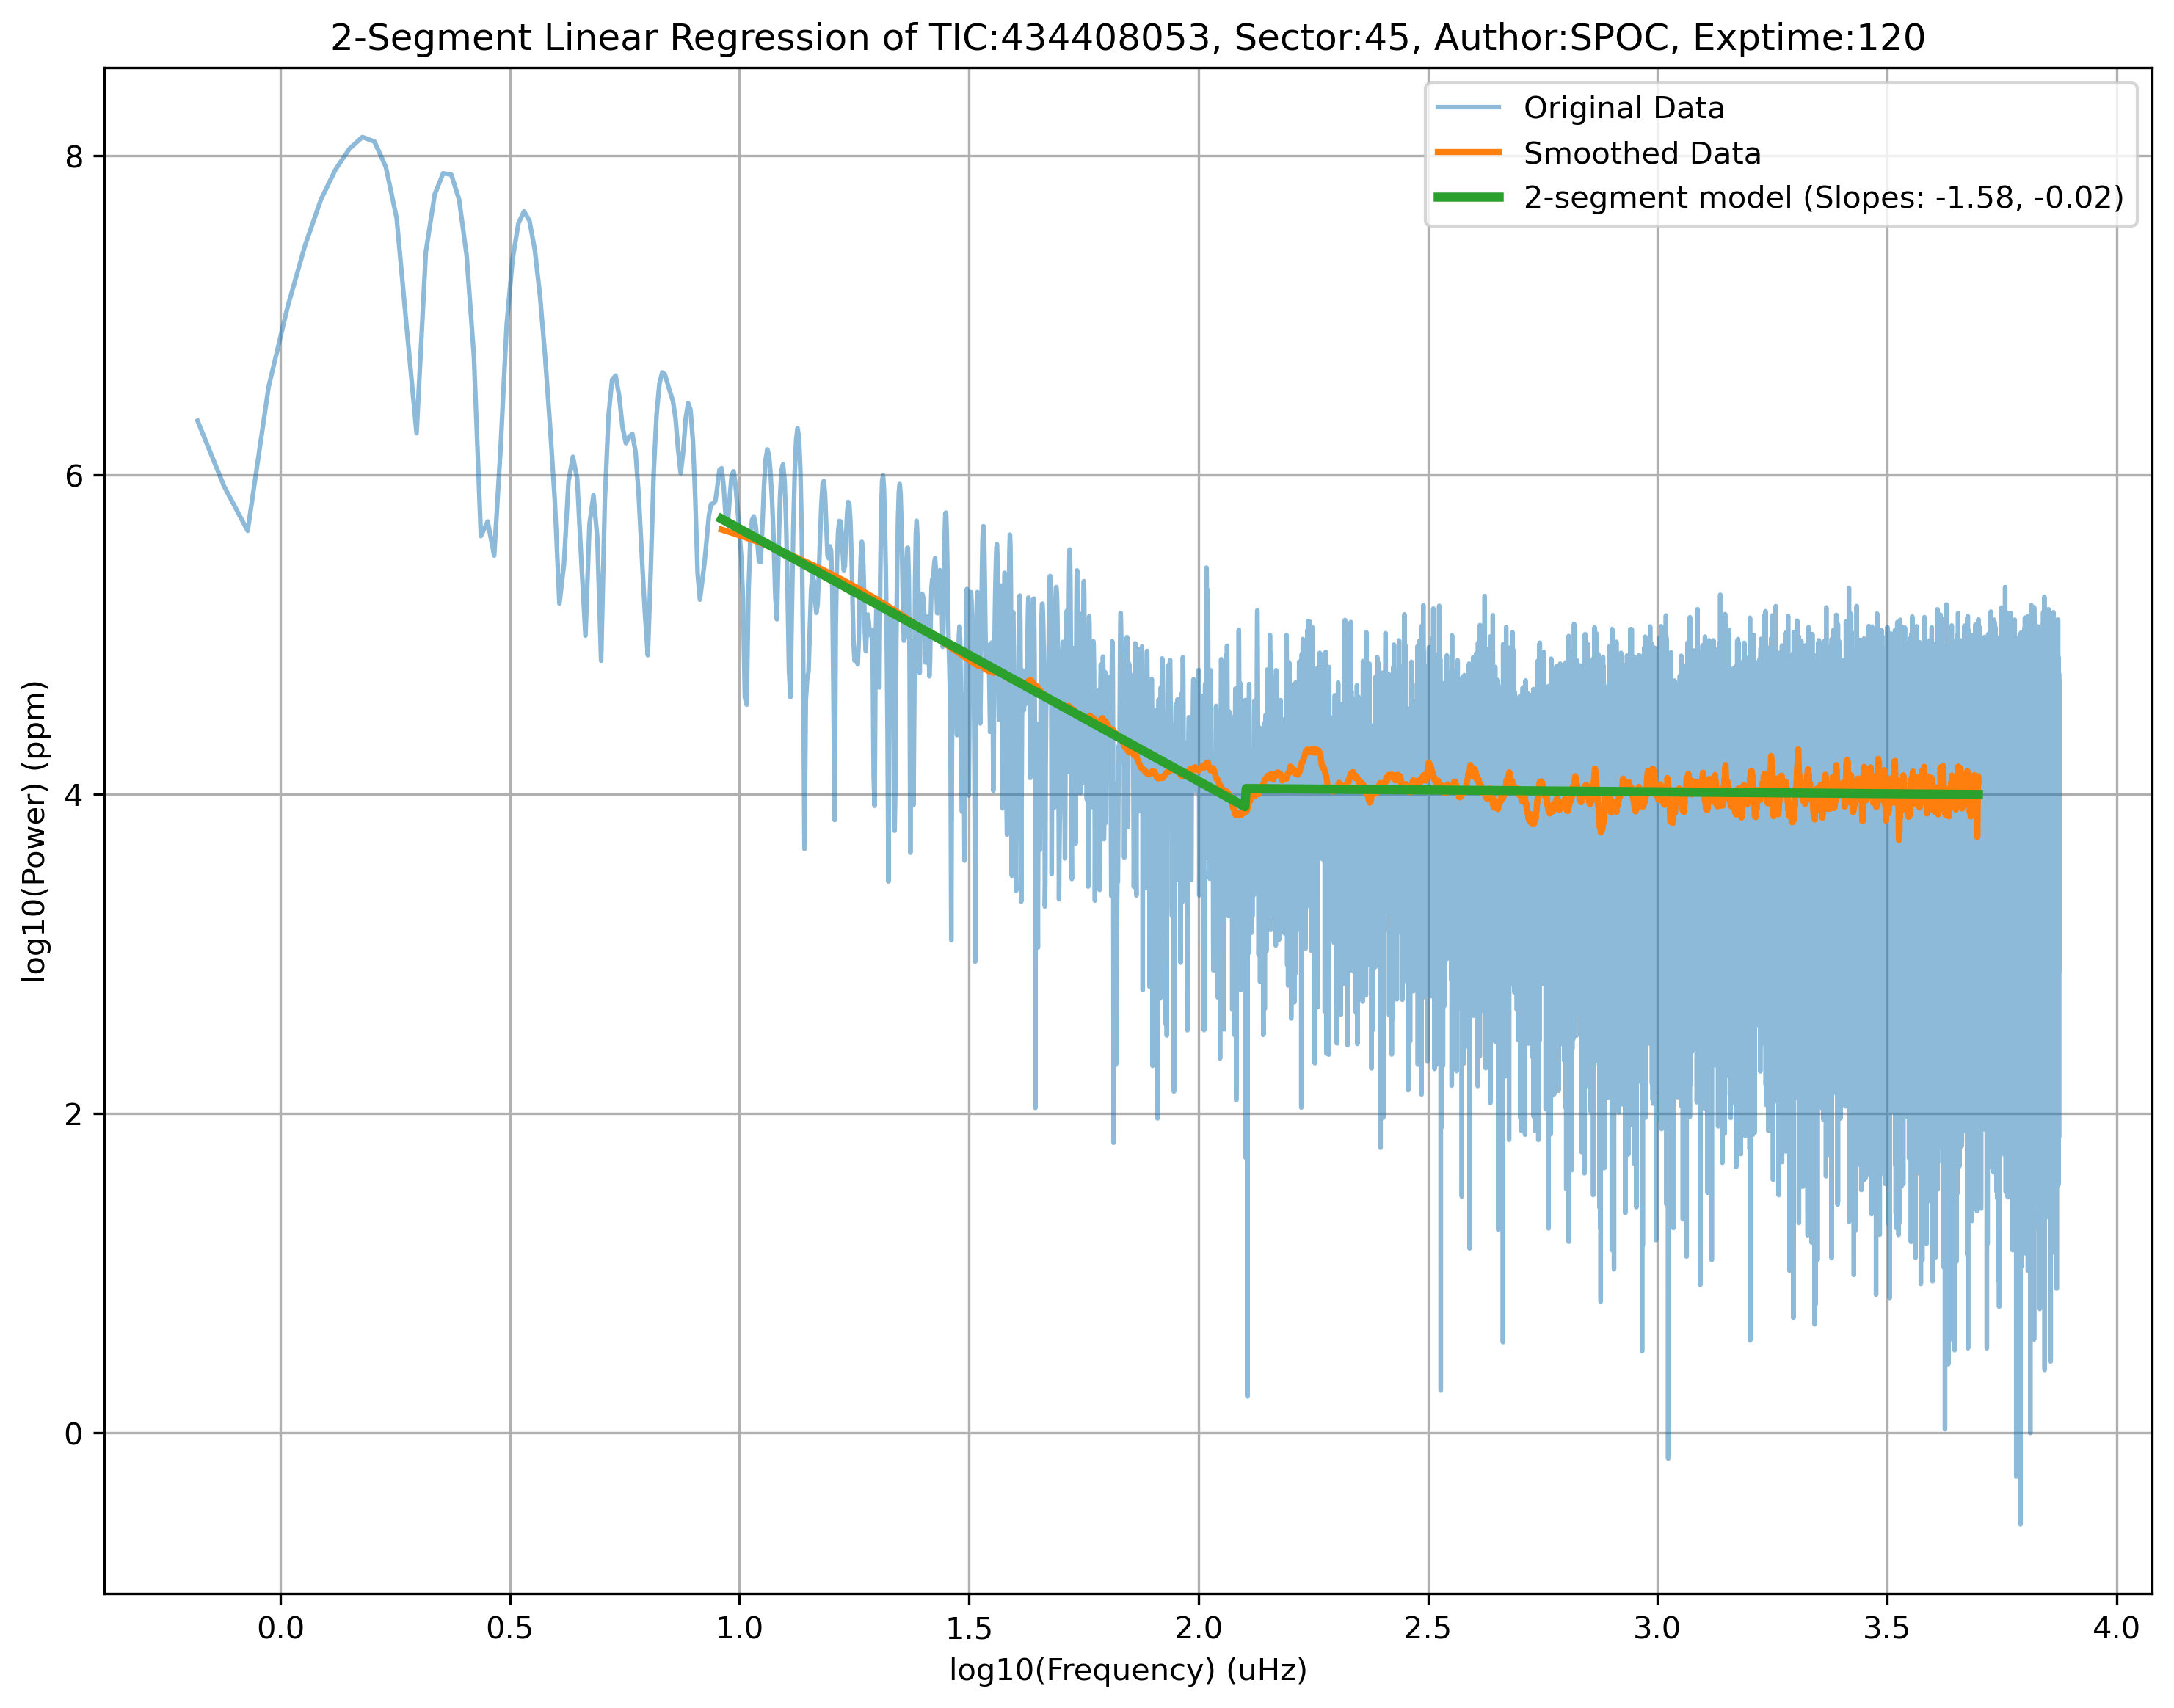 2-Segment Linear Regression of TIC:434408053, Sector:45, Author:SPOC, Exptime:120
Original Data
Smoothed Data
2-segment model (Slopes: -1.58, -0.02)
log10(Power) (ppm)
8
6
4
2
0
0.0 0.5 1.0 1.5 2.0 2.5 3.0 3.5 4.0
log10(Frequency) (uHz)